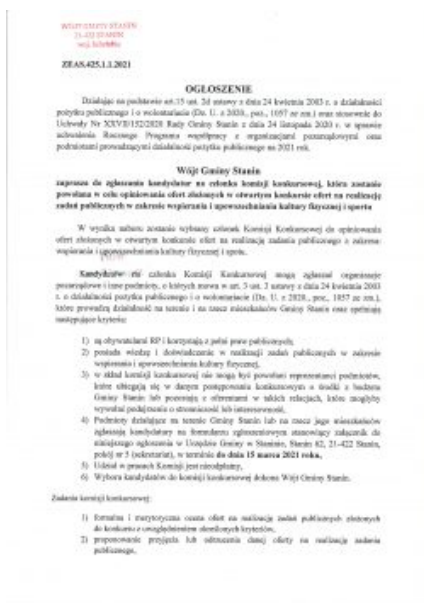 WÓJT GMINY STANIN
21-422 STANIN
woj. lubelskie
ZEAS.425.1.1.2021
OGŁOSZENIE
Działając na podstawie art.15 ust. 2d ustawy z dnia 24 kwietnia 2003 r. o działalności
pożytku publicznego i o wolontariacie (Dz. U. z 2020., poz., 1057 ze zm.) oraz stosownie do
Uchwały Nr XXVII/152/2020 Rady Gminy Stanin z dnia 24 listopada 2020 r. w sprawie
uchwalenia Rocznego Programu współpracy z organizacjami pozarządowymi oraz
podmiotami prowadzącymi działalność pożytku publicznego na 2021 rok.
Wójt Gminy Stanin
zaprasza do zgłaszania kandydatur na członka komisji konkursowej, która zostanie
powołana w celu opiniowania ofert złożonych w otwartym konkursie ofert na realizację
zadań publicznych w zakresie wspierania i upowszechniania kultury fizycznej i sportu
W wyniku naboru zostanie wybrany członek Komisji Konkursowej do opiniowania
ofert złożonych w otwartym konkursie ofert na realizację zadania publicznego z zakresu
wspierania i upowszechniania kultury fizycznej i sportu.
Kandydatów na członka Komisji Konkursowej mogą zgłaszać organizacje
pozarządowe i inne podmioty, o których mowa w art. 3 ust. 3 ustawy z dnia 24 kwietnia 2003
r. o działalności pożytku publicznego i o wolontariacie (Dz. U. z 2020., poz., 1057 ze zm.),
które prowadzą działalność na terenie i na rzecz mieszkańców Gminy Stanin oraz spełniają
następujące kryteria:
1) są obywatelami RP i korzystają z pełni praw publicznych,
2) posiada wiedzę i doświadczenie w realizacji zadań publicznych w zakresie
wspierania i upowszechniania kultury fizycznej,
3) w skład komisji konkursowej nie mogą być powołani reprezentanci podmiotów,
które ubiegają się w danym postępowaniu konkursowym o środki z budżetu
Gminy Stanin lub pozostają z oferentami w takich relacjach, które mogłyby
wywołać podejrzenie o stronniczość lub interesowność,
4) Podmioty działające na terenie Gminy Stanin lub na rzecz jego mieszkańców
zgłaszają kandydatury na formularzu zgłoszeniowym stanowiący załącznik do
niniejszego ogłoszenia w Urzędzie Gminy w Staninie, Stanin 62, 21-422 Stanin,
pokój nr 5 (sekretariat), w terminie do dnia 15 marca 2021 roku,
5) Udział w pracach Komisji jest nieodpłatny,
6) Wyboru kandydatów do komisji konkursowej dokona Wójt Gminy Stanin.
Zadania komisji konkursowej:
1) formalna i merytoryczna ocena ofert na realizację zadań publicznych złożonych
do konkursu z uwzględnieniem określonych kryteriów,
2) proponowanie przyjęcia lub odrzucenia danej oferty na realizację zadania
publicznego,